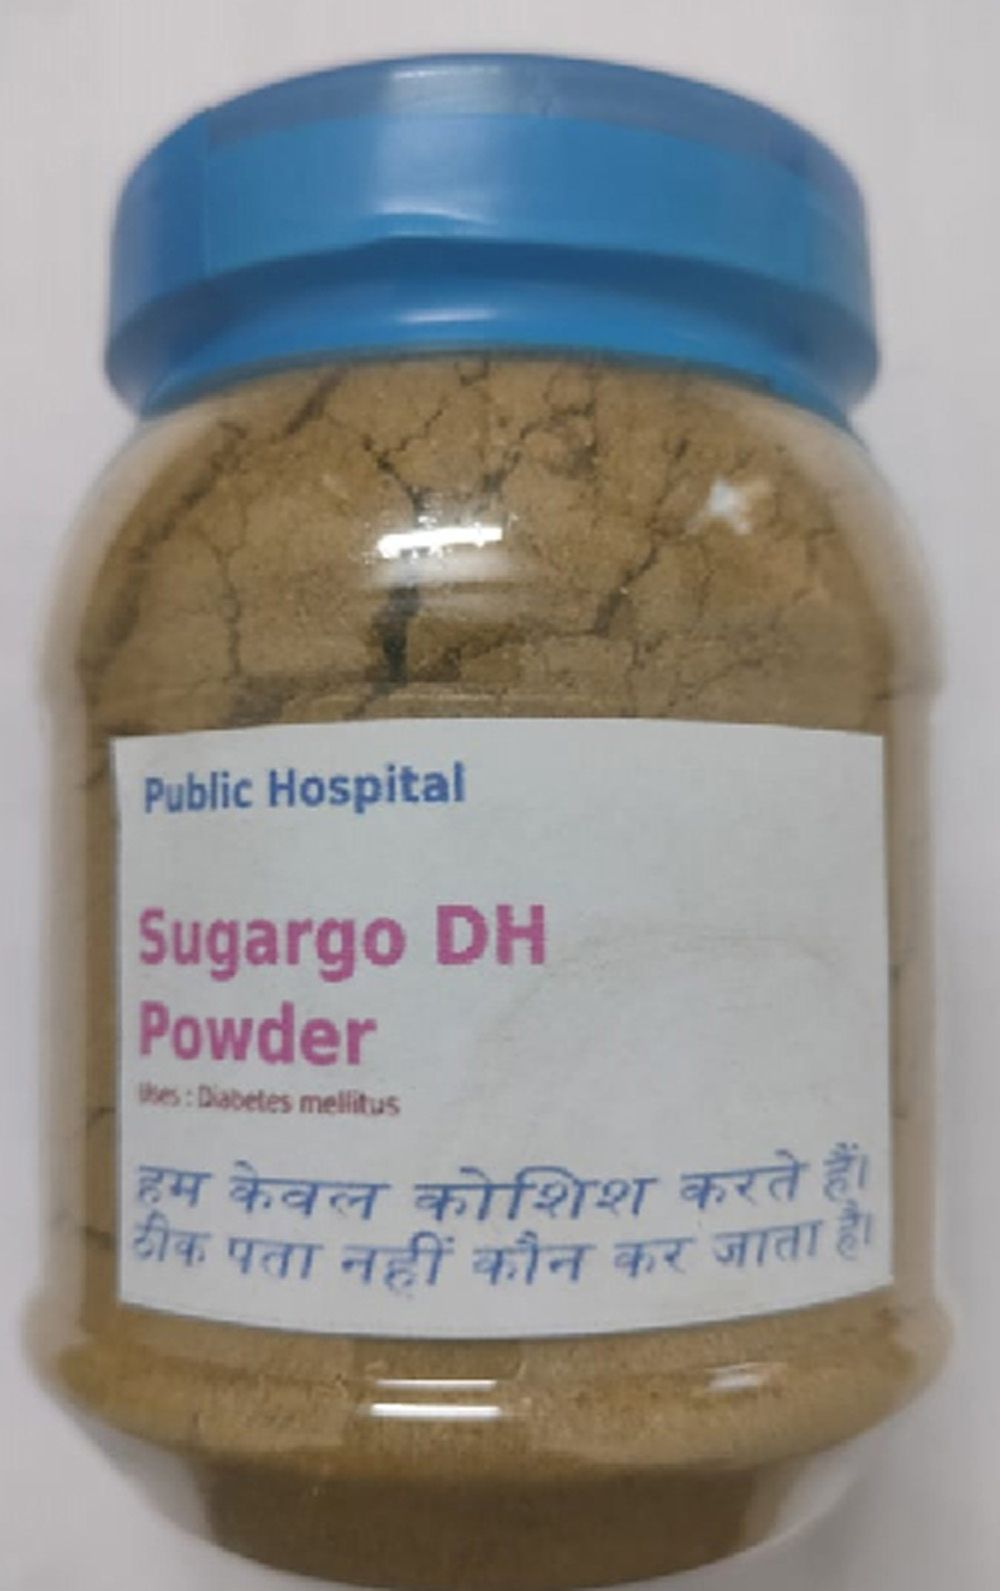 Public Hospital
Sugargo DH
Powder
Uses : Diabetes mellitus
हम केवल कोशिश करते हैं।
ठीक पता नहीं कौन कर जाता है।